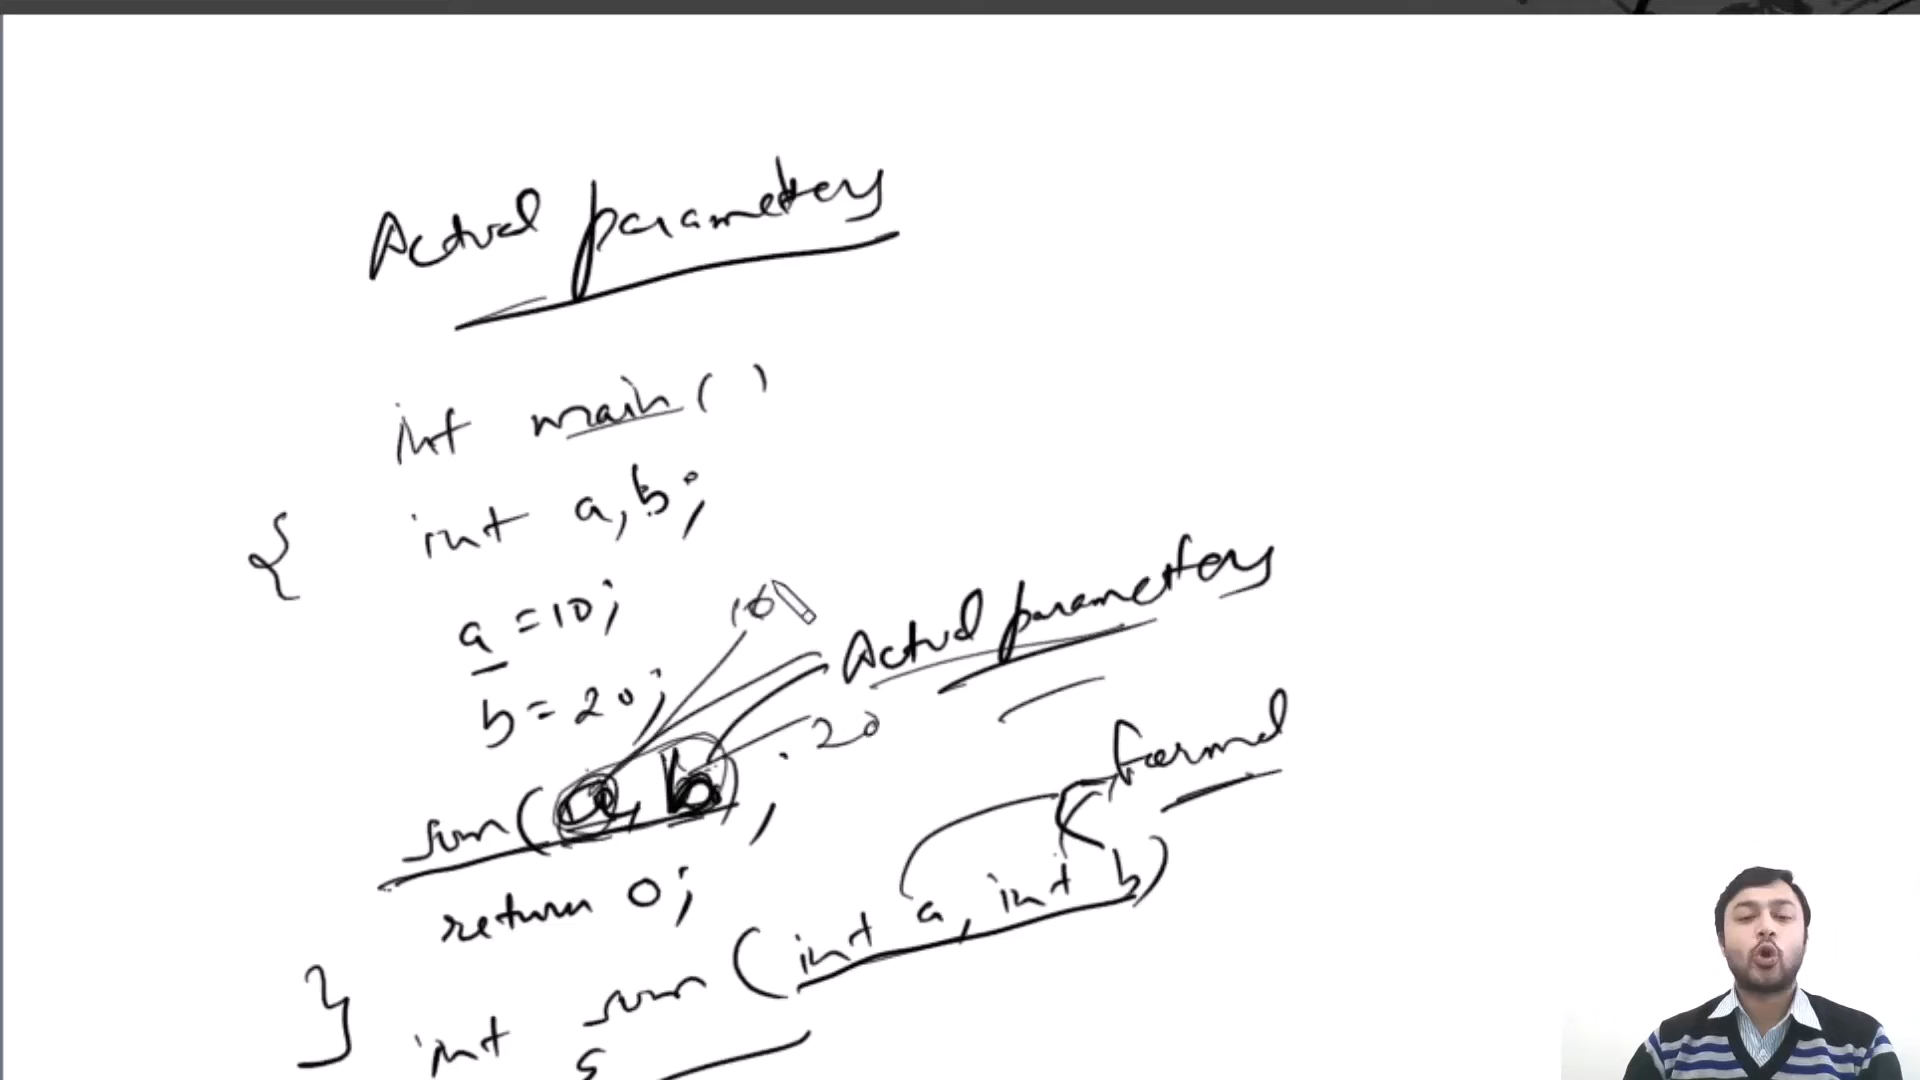 Actual parameters
int main( )
{ int a,b;
a = 10;
10
Actual parameters
b = 20;
20
formal
sum(a, b);
return 0;
}
int sum (int a, int b)
{